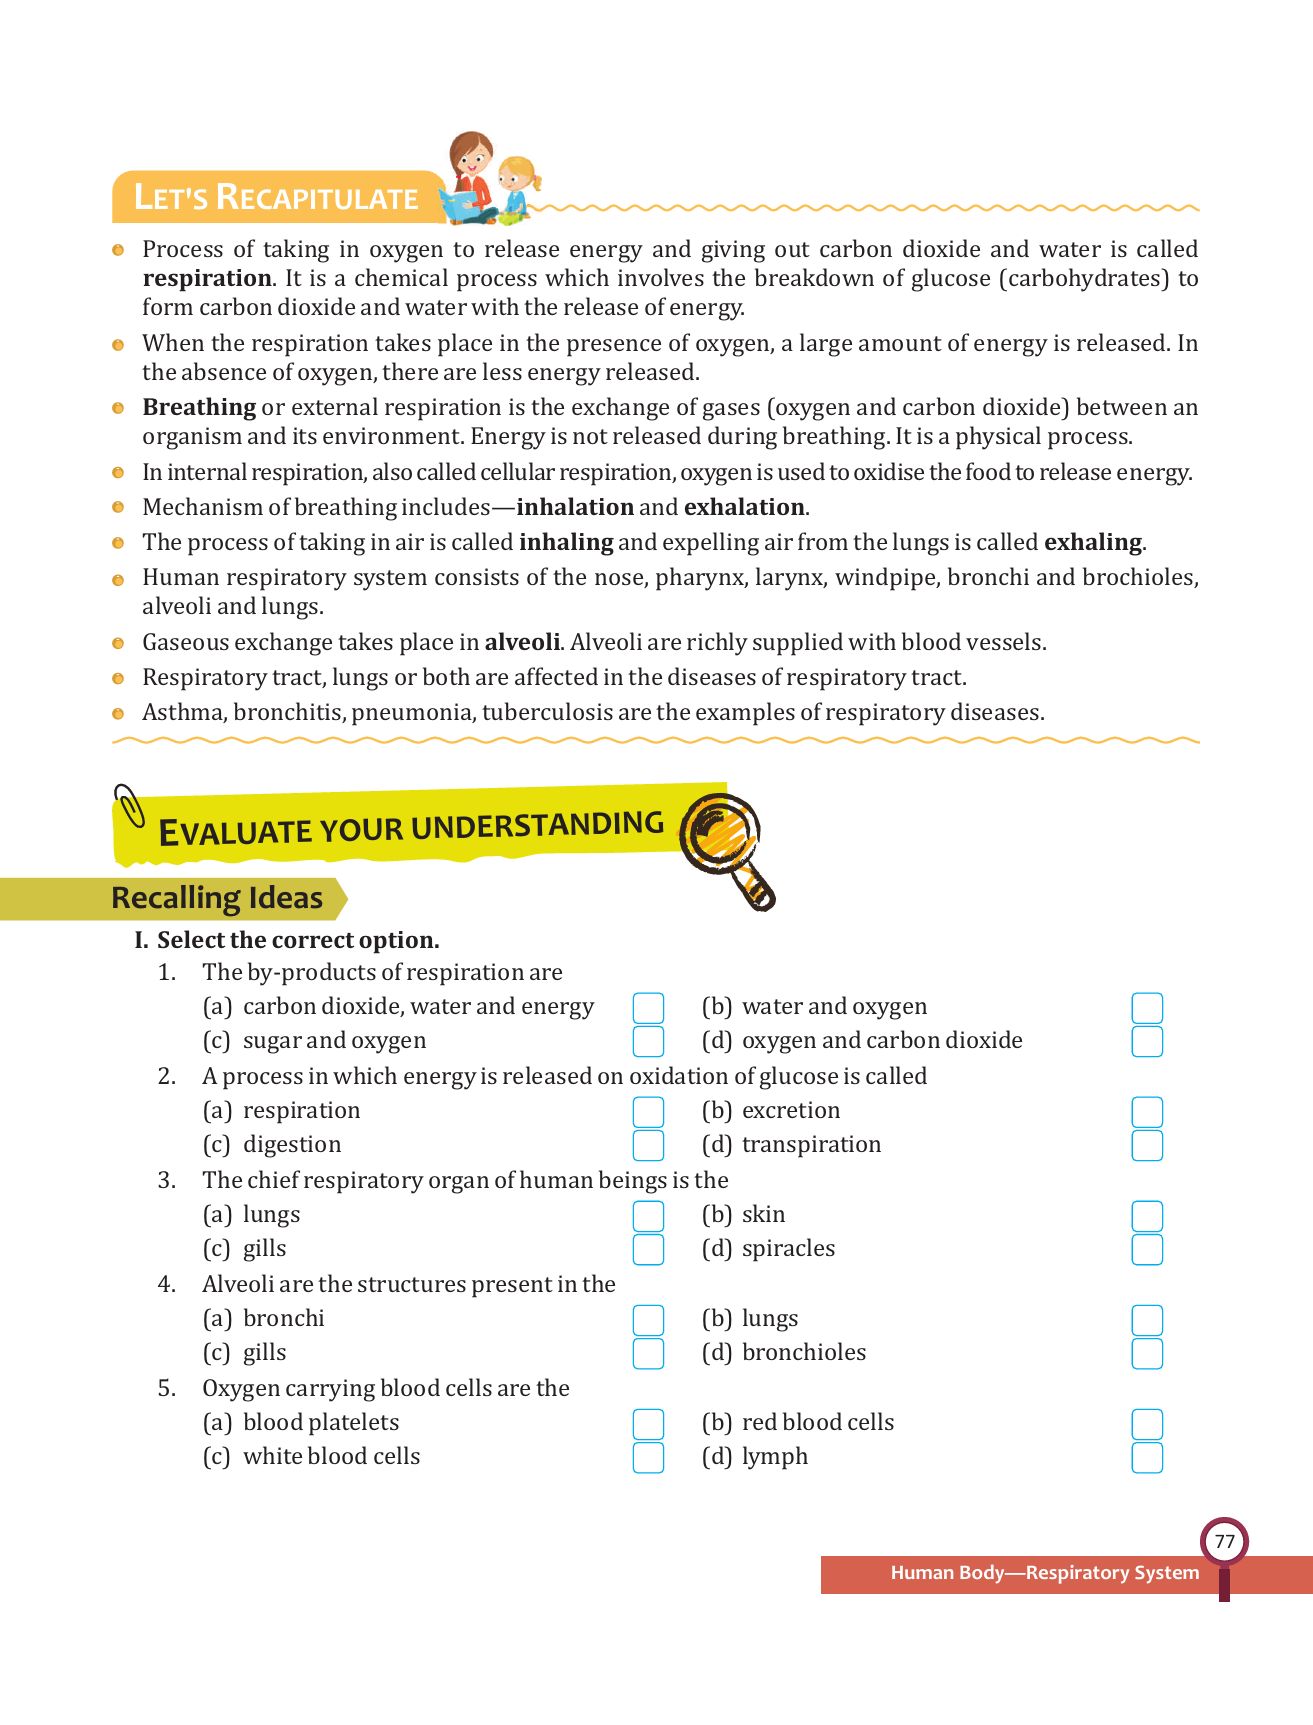 LET'S RECAPITULATE
Process of taking in oxygen to release energy and giving out carbon dioxide and water is called
respiration. It is a chemical process which involves the breakdown of glucose (carbohydrates) to
form carbon dioxide and water with the release of energy.
When the respiration takes place in the presence of oxygen, a large amount of energy is released. In
the absence of oxygen, there are less energy released.
Breathing or external respiration is the exchange of gases (oxygen and carbon dioxide) between an
organism and its environment. Energy is not released during breathing. It is a physical process.
In internal respiration, also called cellular respiration, oxygen is used to oxidise the food to release energy.
Mechanism of breathing includes—inhalation and exhalation.
The process of taking in air is called inhaling and expelling air from the lungs is called exhaling.
Human respiratory system consists of the nose, pharynx, larynx, windpipe, bronchi and brochioles,
alveoli and lungs.
Gaseous exchange takes place in alveoli. Alveoli are richly supplied with blood vessels.
Respiratory tract, lungs or both are affected in the diseases of respiratory tract.
Asthma, bronchitis, pneumonia, tuberculosis are the examples of respiratory diseases.
EVALUATE YOUR UNDERSTANDING
Recalling Ideas
I. Select the correct option.
1. The by-products of respiration are
(a) carbon dioxide, water and energy (b) water and oxygen
(c) sugar and oxygen (d) oxygen and carbon dioxide
2. A process in which energy is released on oxidation of glucose is called
(a) respiration (b) excretion
(c) digestion (d) transpiration
3. The chief respiratory organ of human beings is the
(a) lungs (b) skin
(c) gills (d) spiracles
4. Alveoli are the structures present in the
(a) bronchi (b) lungs
(c) gills (d) bronchioles
5. Oxygen carrying blood cells are the
(a) blood platelets (b) red blood cells
(c) white blood cells (d) lymph
77
Human Body—Respiratory System